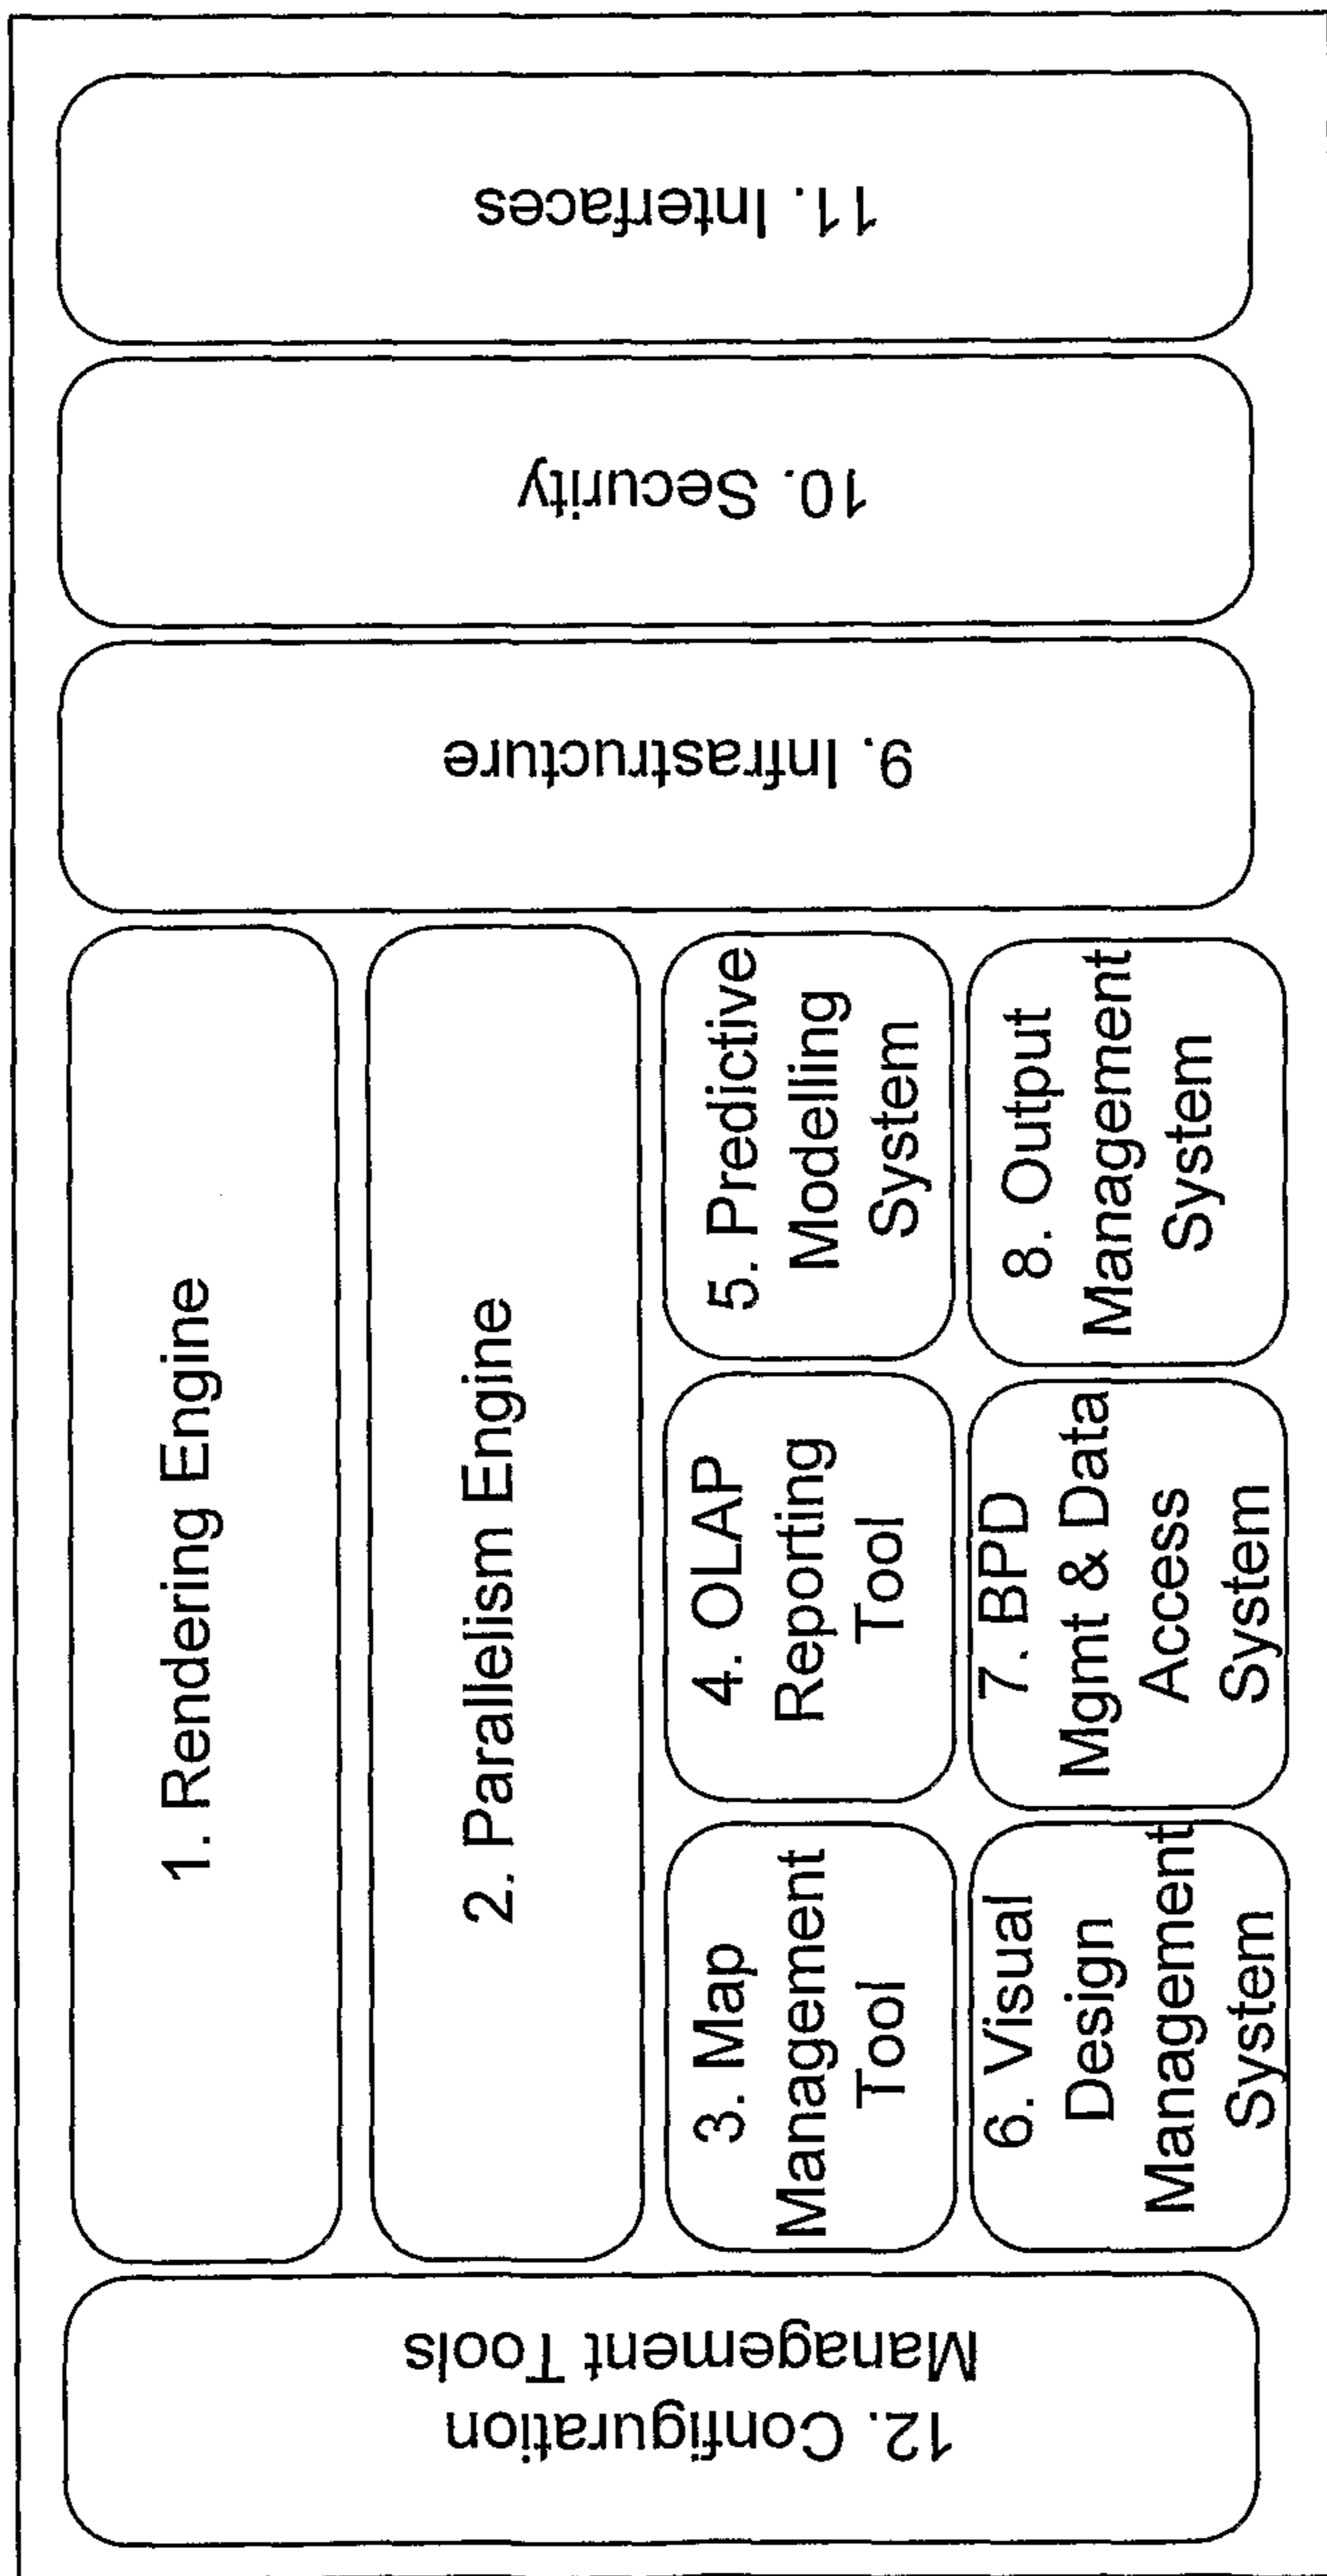 1. Rendering Engine
2. Parallelism Engine
3. Map
Management
Tool
4. OLAP
Reporting
Tool
5. Predictive
Modelling
System
6. Visual
Design
Management
System
7. BPD
Mgmt & Data
Access
System
8. Output
Management
System
9. Infrastructure
10. Security
11. Interfaces
12. Configuration
Management Tools